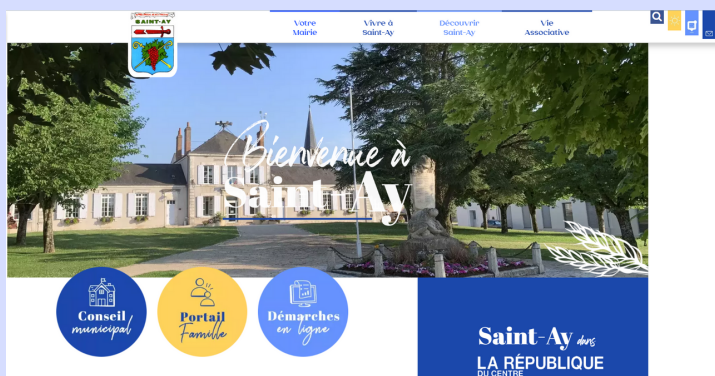 SAINT-AY
Votre
Mairie
Vivre à
Saint-Ay
Découvrir
Saint-Ay
Vie
Associative
Bienvenue à
Saint-Ay
Conseil
municipal
Portail
Famille
Démarches
en ligne
Saint-Ay dans
LA RÉPUBLIQUE
DU CENTRE